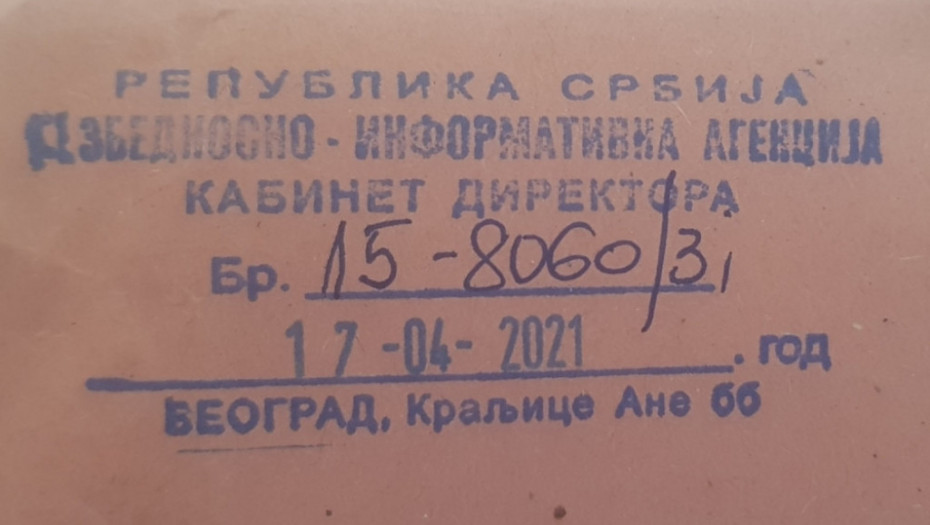 РЕПУБЛИКА СРБИЈА
БЕЗБЕДНОСНО - ИНФОРМАТИВНА АГЕНЦИЈА
КАБИНЕТ ДИРЕКТОРА
Бр. 15-8060/3,
17 -04- 2021 . год
БЕОГРАД, Краљице Ане бб